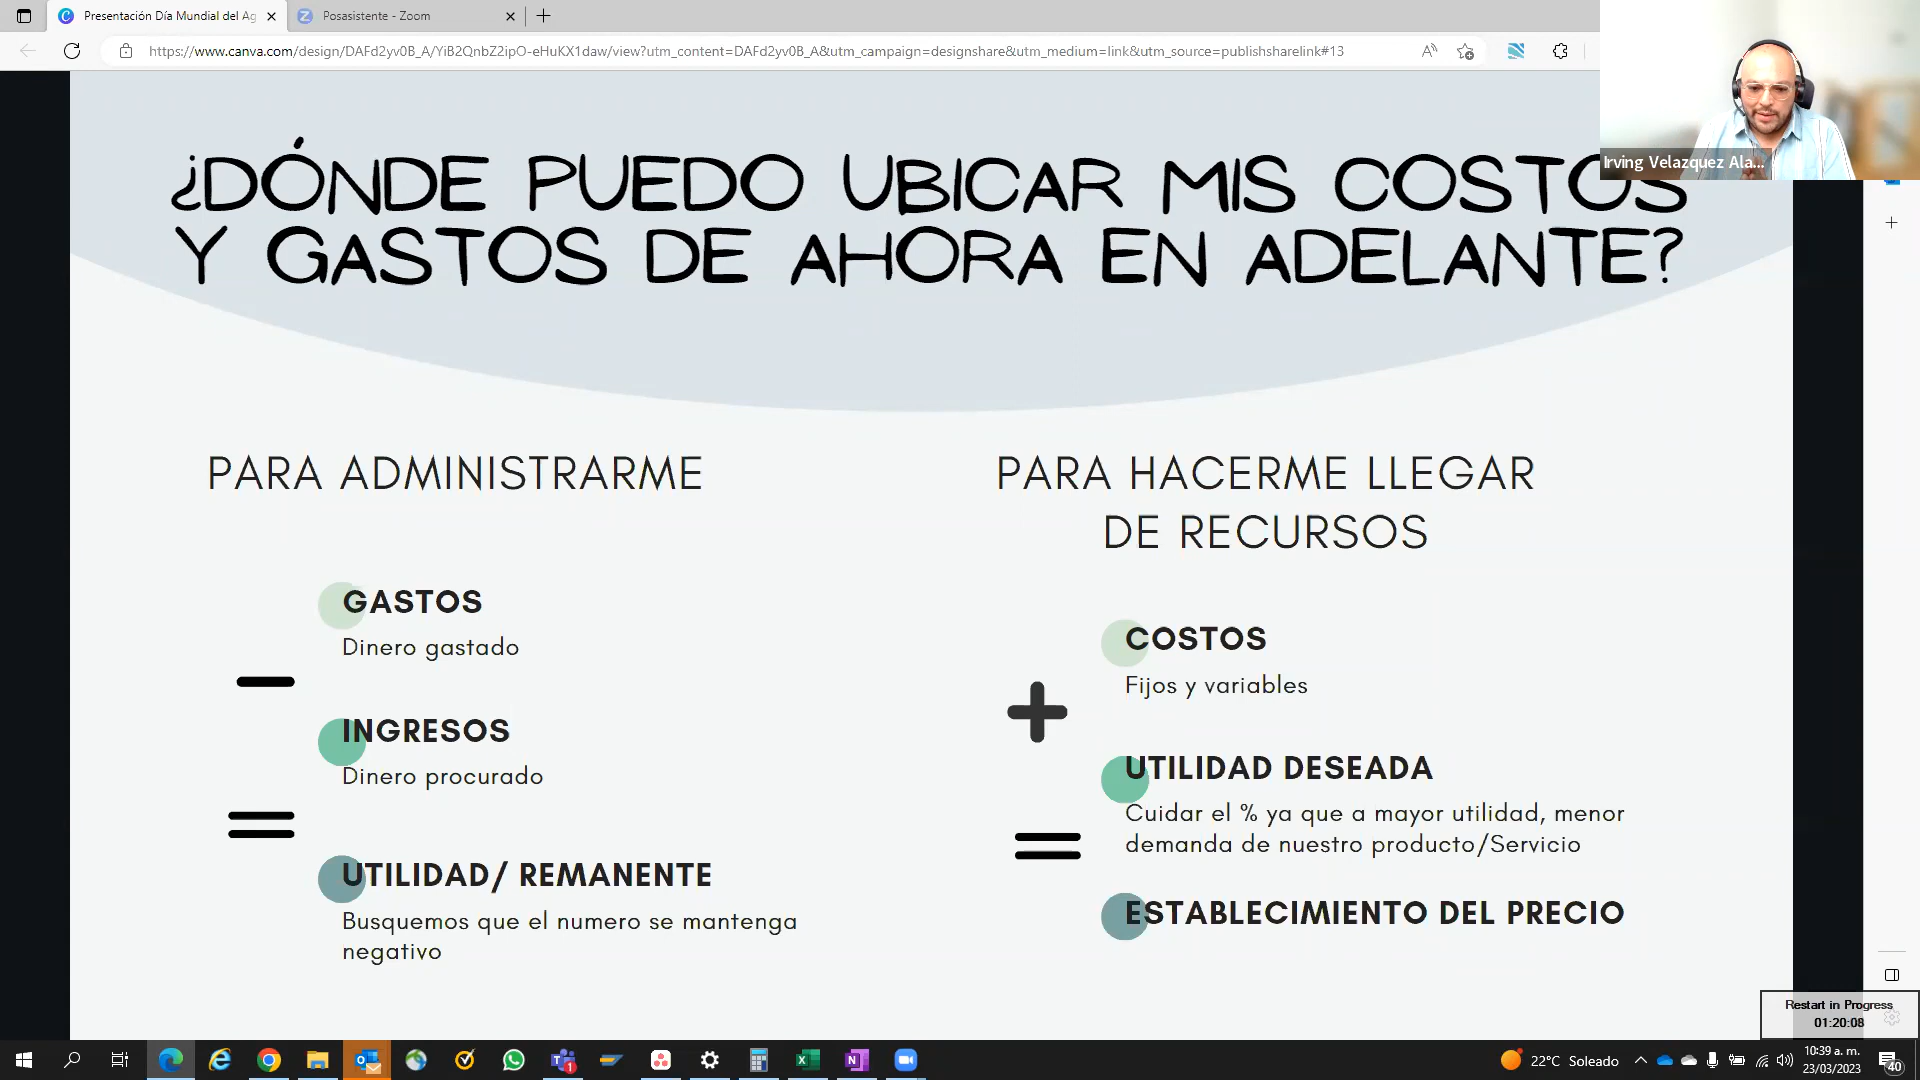 Presentación Día Mundial del Ag
Posasistente - Zoom
https://www.canva.com/design/DAFd2yv0B_A/YiB2QnbZ2ipO-eHuKX1daw/view?utm_content=DAFd2yv0B_A&utm_campaign=designshare&utm_medium=link&utm_source=publishsharelink#13
Irving Velazquez Ala...
¿DÓNDE PUEDO UBICAR MIS COSTOS
Y GASTOS DE AHORA EN ADELANTE?
PARA ADMINISTRARME
GASTOS
Dinero gastado
INGRESOS
Dinero procurado
UTILIDAD/ REMANENTE
Busquemos que el numero se mantenga
negativo
PARA HACERME LLEGAR
DE RECURSOS
COSTOS
Fijos y variables
UTILIDAD DESEADA
Cuidar el % ya que a mayor utilidad, menor
demanda de nuestro producto/Servicio
ESTABLECIMIENTO DEL PRECIO
Restart in Progress
01:20:08
22°C Soleado
10:39 a. m.
23/03/2023
40